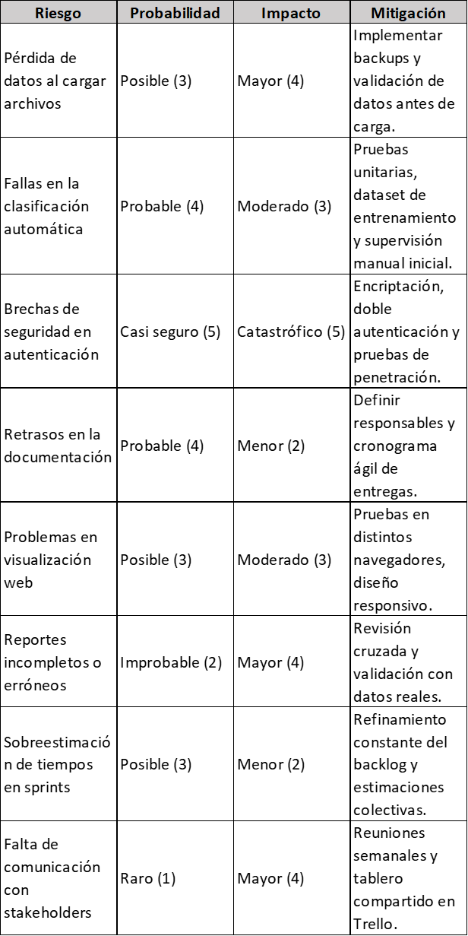 Riesgo Probabilidad Impacto Mitigación
Pérdida de
datos al cargar
archivos
Posible (3)
Mayor (4)
Implementar
backups y
validación de
datos antes de
carga.
Fallas en la
clasificación
automática
Probable (4)
Moderado (3)
Pruebas
unitarias,
dataset de
entrenamiento
y supervisión
manual inicial.
Brechas de
seguridad en
autenticación
Casi seguro (5)
Catastrófico (5)
Encriptación,
doble
autenticación y
pruebas de
penetración.
Retrasos en la
documentación
Probable (4)
Menor (2)
Definir
responsables y
cronograma
ágil de
entregas.
Problemas en
visualización
web
Posible (3)
Moderado (3)
Pruebas en
distintos
navegadores,
diseño
responsivo.
Reportes
incompletos o
erróneos
Improbable (2)
Mayor (4)
Revisión
cruzada y
validación con
datos reales.
Sobreestimació
n de tiempos
en sprints
Posible (3)
Menor (2)
Refinamiento
constante del
backlog y
estimaciones
colectivas.
Falta de
comunicación
con
stakeholders
Raro (1)
Mayor (4)
Reuniones
semanales y
tablero
compartido en
Trello.